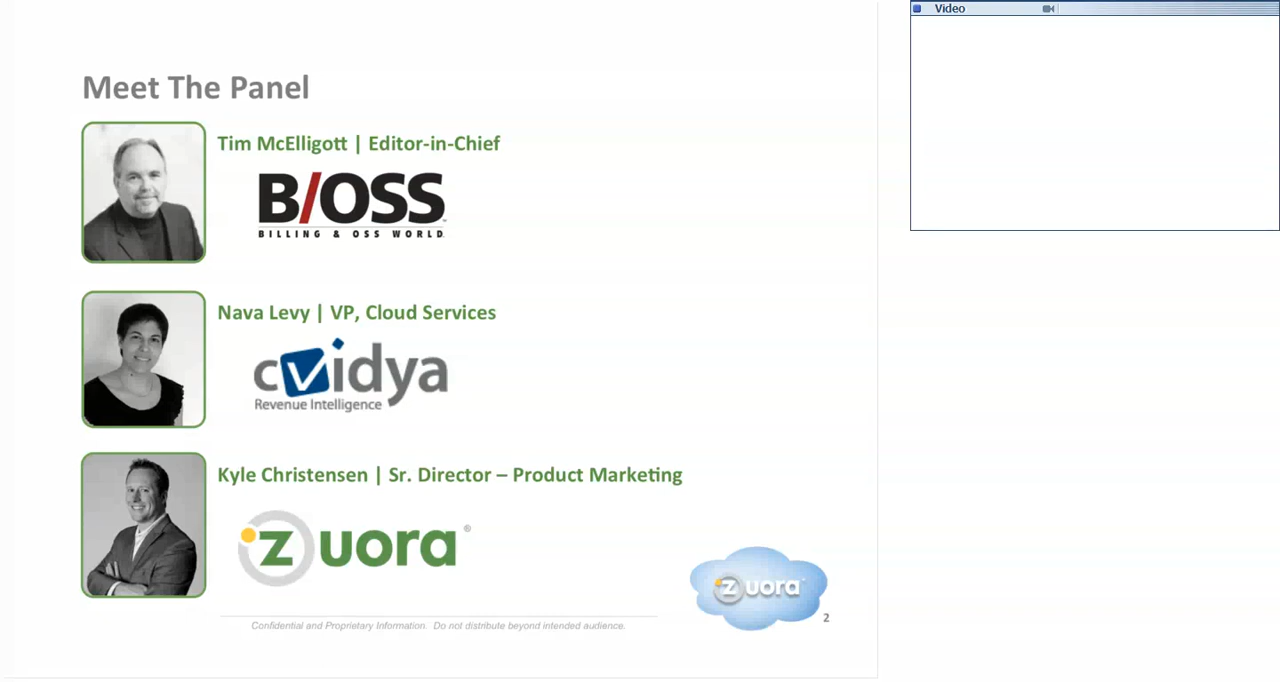 Video
Meet The Panel
Tim McElligott | Editor-in-Chief
B/OSS
BILLING & OSS WORLD
Nava Levy | VP, Cloud Services
cvidya
Revenue Intelligence
Kyle Christensen | Sr. Director – Product Marketing
zuora®
zuora
Confidential and Proprietary Information. Do not distribute beyond intended audience.
2